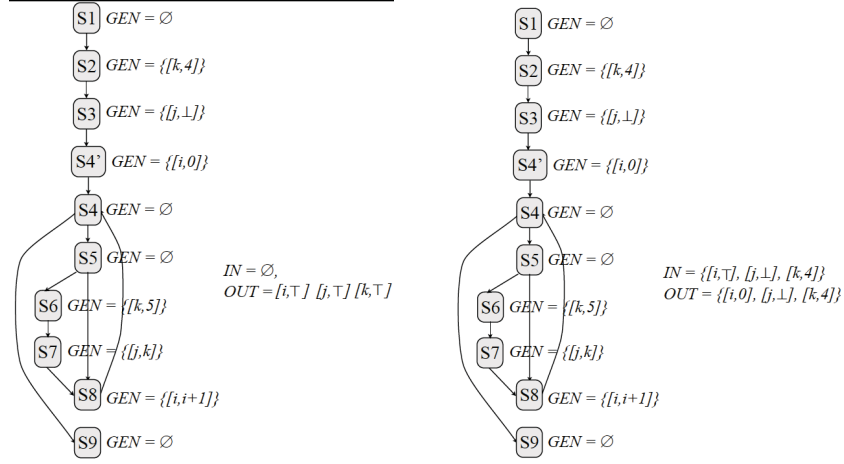 S1 GEN = ∅
S2 GEN = {[k,4]}
S3 GEN = {[j,⊥]}
S4’ GEN = {[i,0]}
S4 GEN = ∅
S5 GEN = ∅
S6 GEN = {[k,5]}
S7 GEN = {[j,k]}
S8 GEN = {[i,i+1]}
S9 GEN = ∅
IN = ∅,
OUT = [i,⊤] [j,⊤] [k,⊤]
S1 GEN = ∅
S2 GEN = {[k,4]}
S3 GEN = {[j,⊥]}
S4’ GEN = {[i,0]}
S4 GEN = ∅
S5 GEN = ∅
S6 GEN = {[k,5]}
S7 GEN = {[j,k]}
S8 GEN = {[i,i+1]}
S9 GEN = ∅
IN = {[i,⊤], [j,⊥], [k,4]}
OUT = {[i,0], [j,⊥], [k,4]}